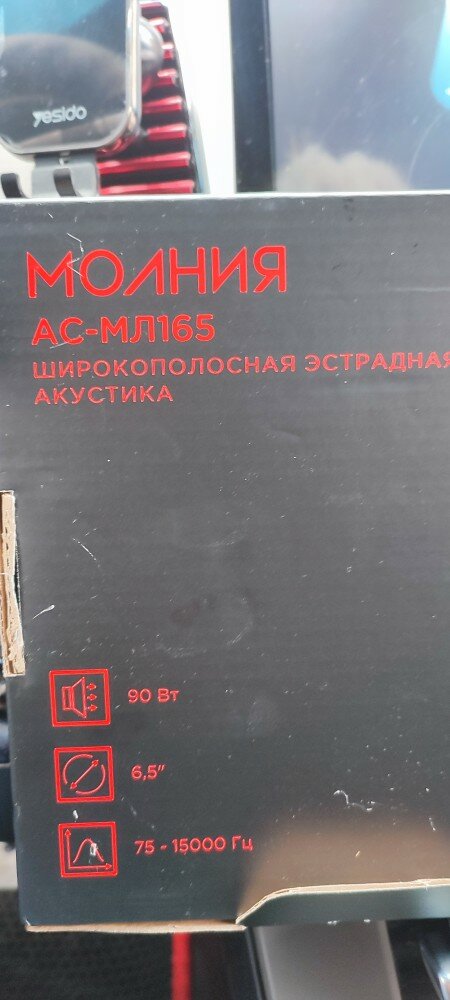 yesido
МОЛНИЯ
АС-МЛ165
ШИРОКОПОЛОСНАЯ ЭСТРАДНАЯ
АКУСТИКА
90 Вт
6,5"
75 - 15000 Гц